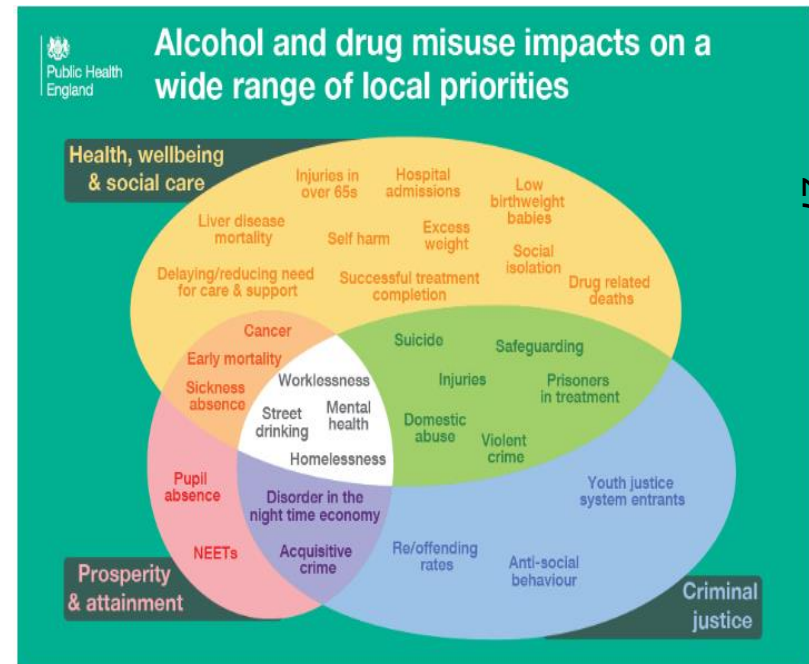 Public Health
England
Alcohol and drug misuse impacts on a
wide range of local priorities
Health, wellbeing
& social care
Injuries in
over 65s
Hospital
admissions
Low
birthweight
babies
Liver disease
mortality
Self harm
Excess
weight
Social
isolation
Delaying/reducing need
for care & support
Successful treatment
completion
Drug related
deaths
Cancer
Early mortality
Sickness
absence
Suicide
Safeguarding
Injuries
Prisoners
in treatment
Domestic
abuse
Violent
crime
Worklessness
Street
drinking
Mental
health
Homelessness
Pupil
absence
NEETs
Disorder in the
night time economy
Acquisitive
crime
Re/offending
rates
Anti-social
behaviour
Youth justice
system entrants
Prosperity
& attainment
Criminal
justice